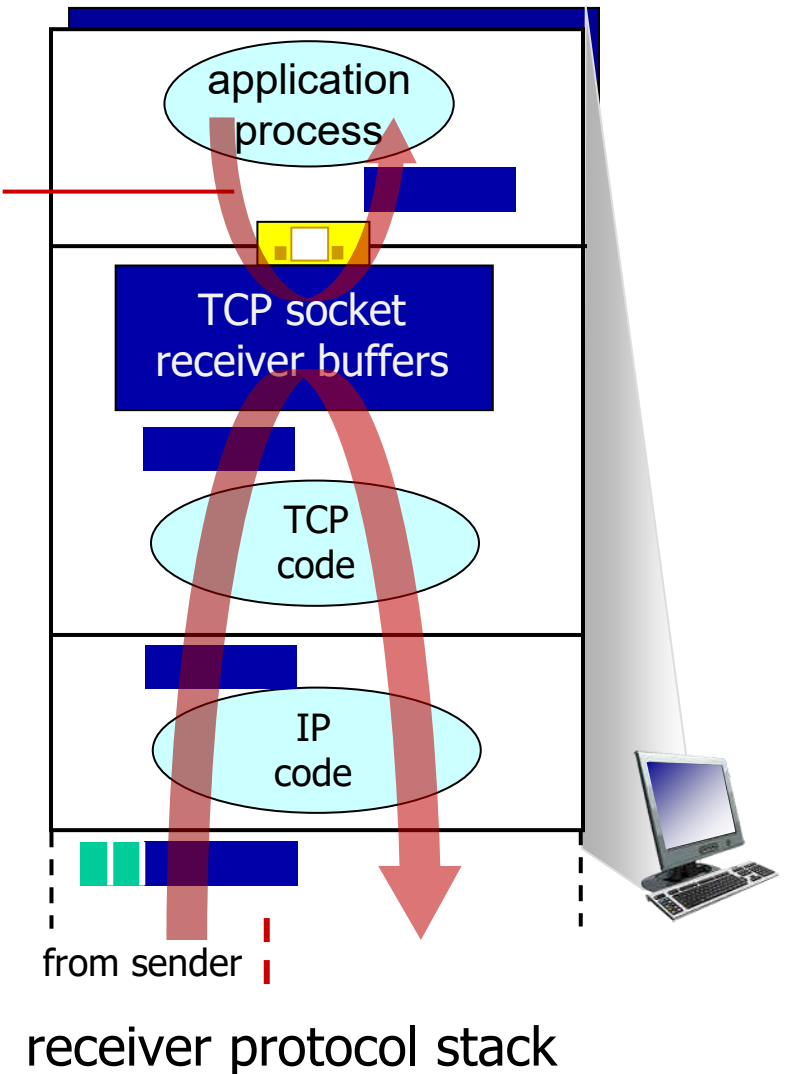 application
process
TCP socket
receiver buffers
TCP
code
IP
code
from sender
receiver protocol stack